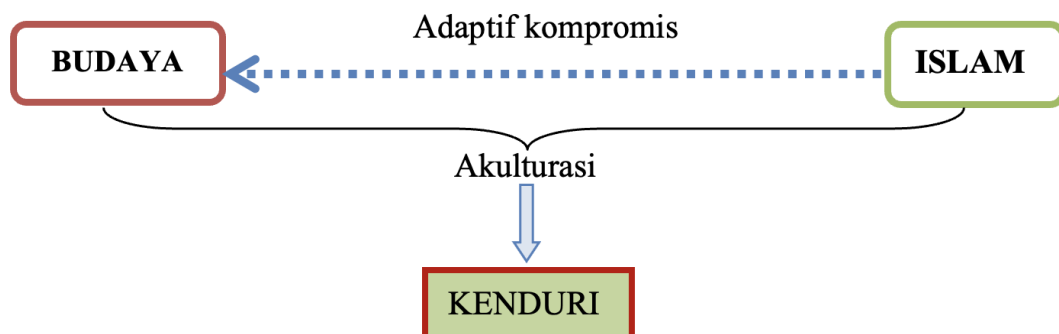 Adaptif kompromis
BUDAYA
ISLAM
Akulturasi
KENDURI